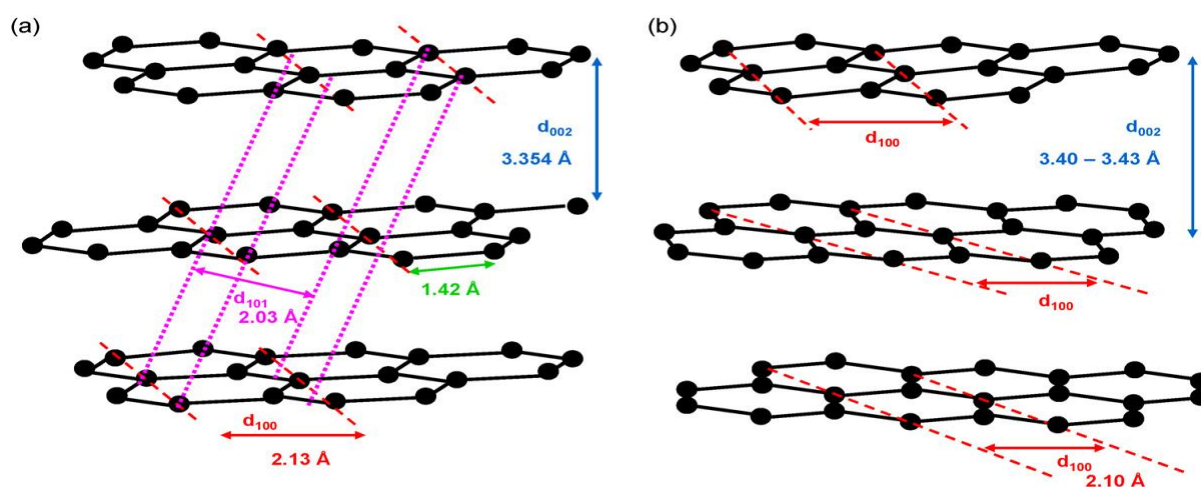 (a)
d002
3.354 Å
1.42 Å
d101
2.03 Å
d100
2.13 Å
(b)
d100
d002
3.40 – 3.43 Å
d100
d100
2.10 Å